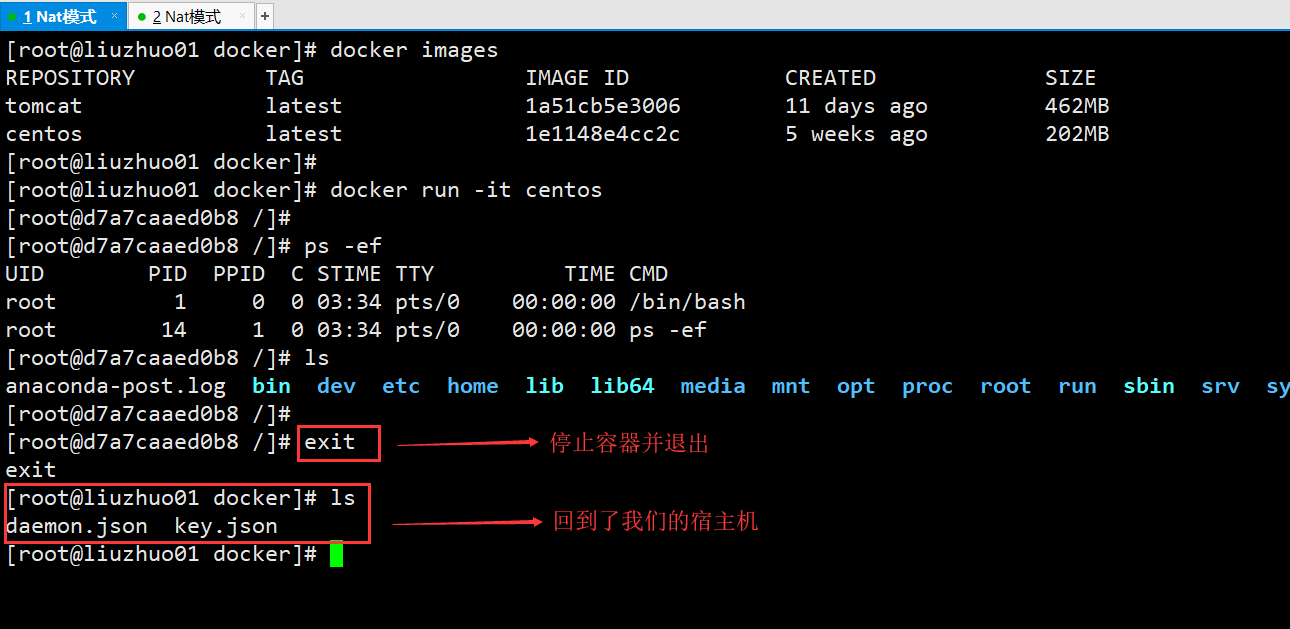 1 Nat模式 × 2 Nat模式 × +
[root@liuzhuo01 docker]# docker images
REPOSITORY TAG IMAGE ID CREATED SIZE
tomcat latest 1a51cb5e3006 11 days ago 462MB
centos latest 1e1148e4cc2c 5 weeks ago 202MB
[root@liuzhuo01 docker]#
[root@liuzhuo01 docker]# docker run -it centos
[root@d7a7caaed0b8 /]#
[root@d7a7caaed0b8 /]# ps -ef
UID PID PPID C STIME TTY TIME CMD
root 1 0 0 03:34 pts/0 00:00:00 /bin/bash
root 14 1 0 03:34 pts/0 00:00:00 ps -ef
[root@d7a7caaed0b8 /]# ls
anaconda-post.log bin dev etc home lib lib64 media mnt opt proc root run sbin srv sy
[root@d7a7caaed0b8 /]#
[root@d7a7caaed0b8 /]# exit 停止容器并退出
exit
[root@liuzhuo01 docker]# ls
daemon.json key.json 回到了我们的宿主机
[root@liuzhuo01 docker]#